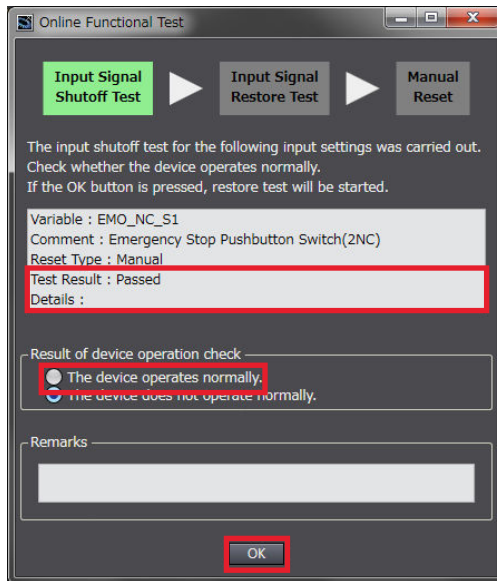 Online Functional Test
Input Signal
Shutoff Test
Input Signal
Restore Test
Manual
Reset
The input shutoff test for the following input settings was carried out.
Check whether the device operates normally.
If the OK button is pressed, restore test will be started.
Variable : EMO_NC_S1
Comment : Emergency Stop Pushbutton Switch(2NC)
Reset Type : Manual
Test Result : Passed
Details :
Result of device operation check
The device operates normally.
The device does not operate normally.
Remarks
OK